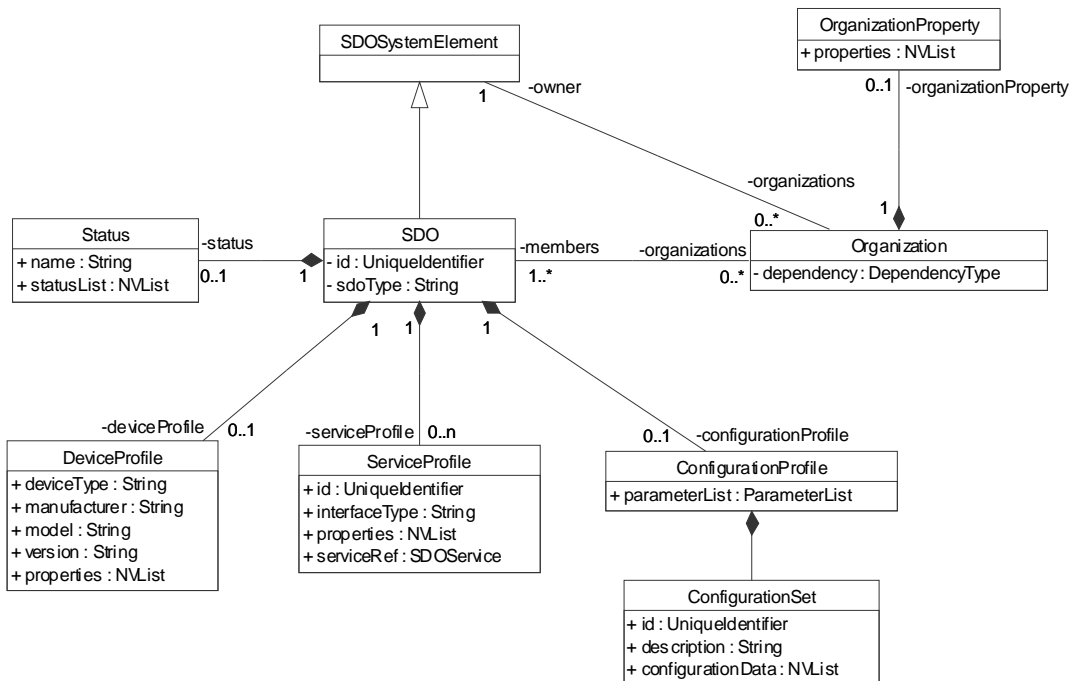 OrganizationProperty
+ properties : NVList
SDOSystemElement
0..1
-organizationProperty
1
-owner
-organizations
0..*
1
Status
+ name : String
+ statusList : NVList
-status
0..1
1
SDO
- id : UniqueIdentifier
- sdoType : String
-members
1..*
-organizations
0..*
Organization
- dependency : DependencyType
1
1
1
-deviceProfile
0..1
-serviceProfile
0..n
0..1
-configurationProfile
DeviceProfile
+ deviceType : String
+ manufacturer : String
+ model : String
+ version : String
+ properties : NVList
ServiceProfile
+ id : UniqueIdentifier
+ interfaceType : String
+ properties : NVList
+ serviceRef : SDOService
ConfigurationProfile
+ parameterList : ParameterList
ConfigurationSet
+ id : UniqueIdentifier
+ description : String
+ configurationData : NVList